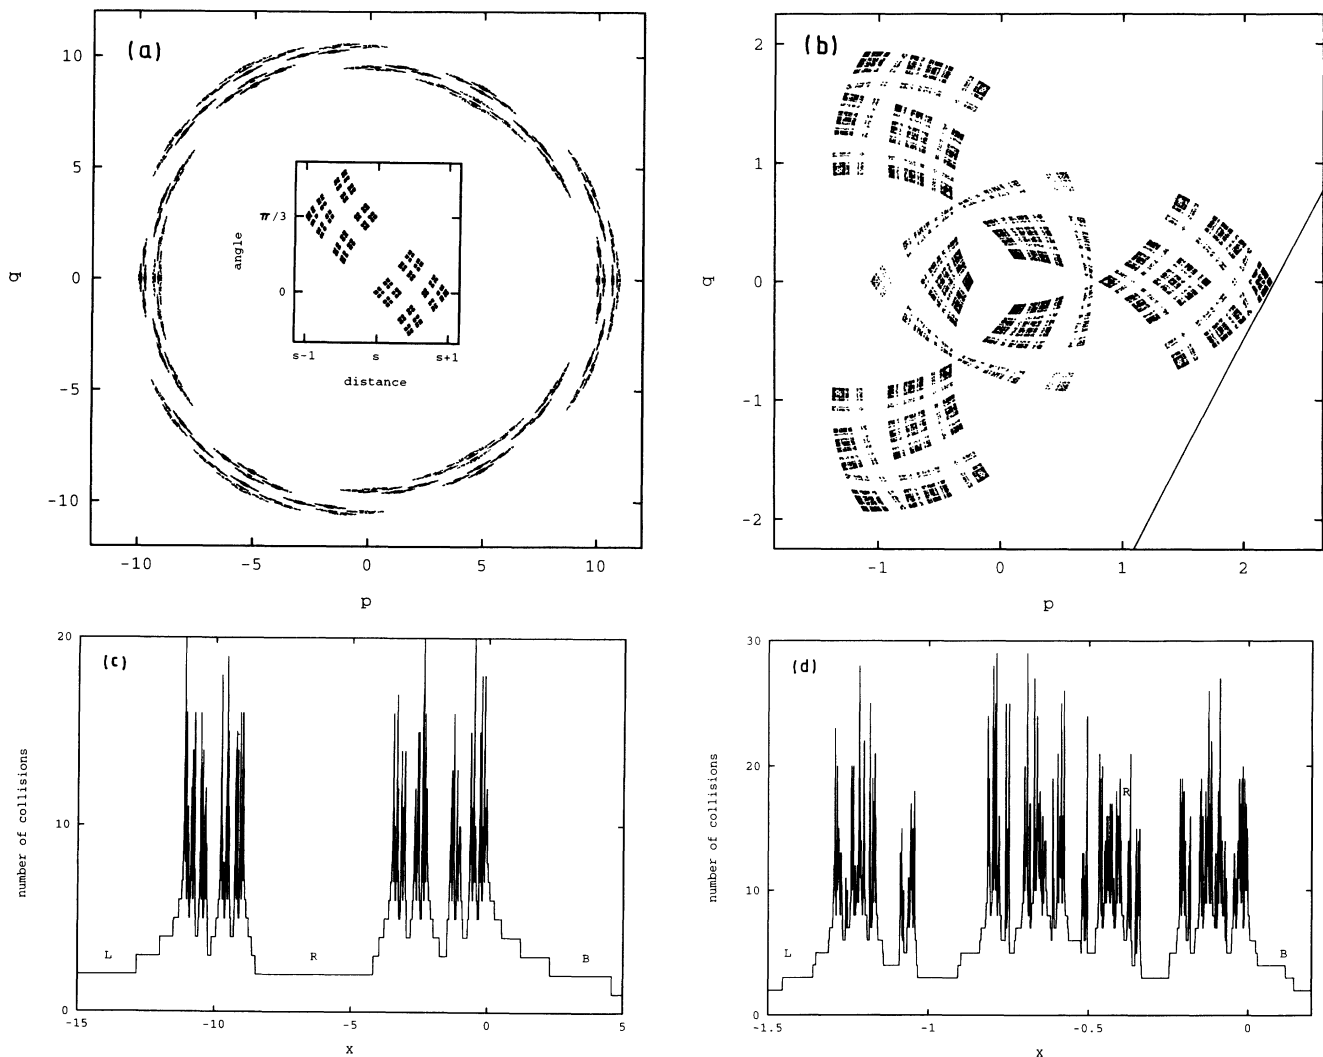 (a)
10
5
0
-5
-10
q
-10
-5
0
5
10
p
π/3
0
angle
s-1
s
s+1
distance
(b)
2
1
0
-1
-2
q
-1
0
1
2
p
(c)
20
10
0
number of collisions
L
R
B
-15
-10
-5
0
5
x
(d)
30
20
10
0
number of collisions
L
R
B
-1.5
-1
-0.5
0
x